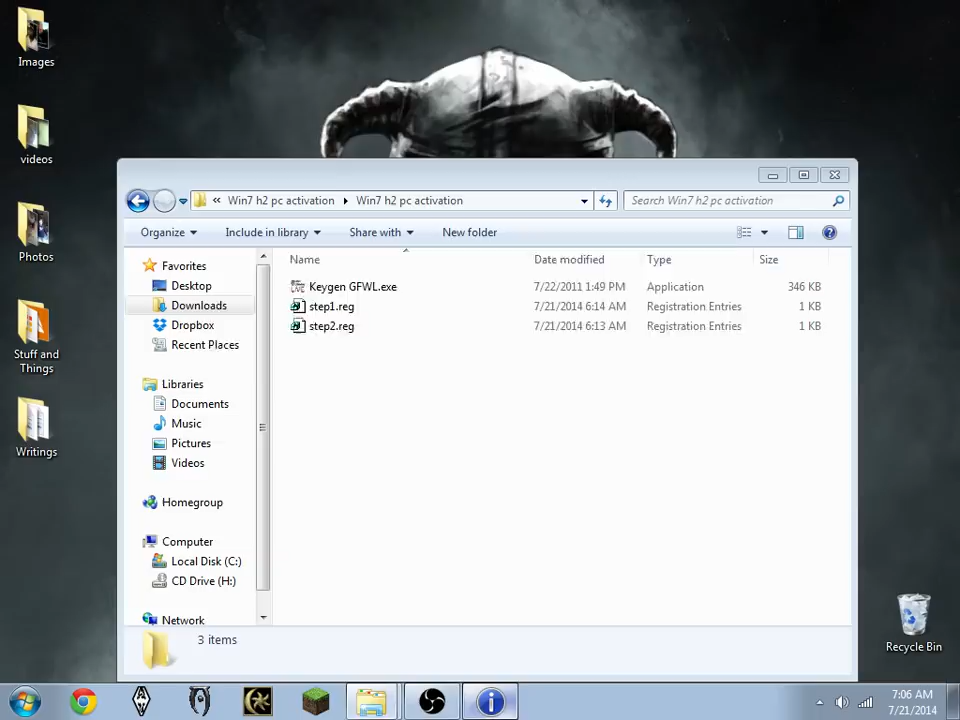 Images
videos
Photos
Stuff and
Things
Writings
« Win7 h2 pc activation Win7 h2 pc activation
Search Win7 h2 pc activation
Organize Include in library Share with New folder
Favorites
Desktop
Downloads
Dropbox
Recent Places
Libraries
Documents
Music
Pictures
Videos
Homegroup
Computer
Local Disk (C:)
CD Drive (H:)
Network
Name Date modified Type Size
Keygen GFWL.exe 7/22/2011 1:49 PM Application 346 KB
step1.reg 7/21/2014 6:14 AM Registration Entries 1 KB
step2.reg 7/21/2014 6:13 AM Registration Entries 1 KB
3 items
Recycle Bin
7:06 AM
7/21/2014